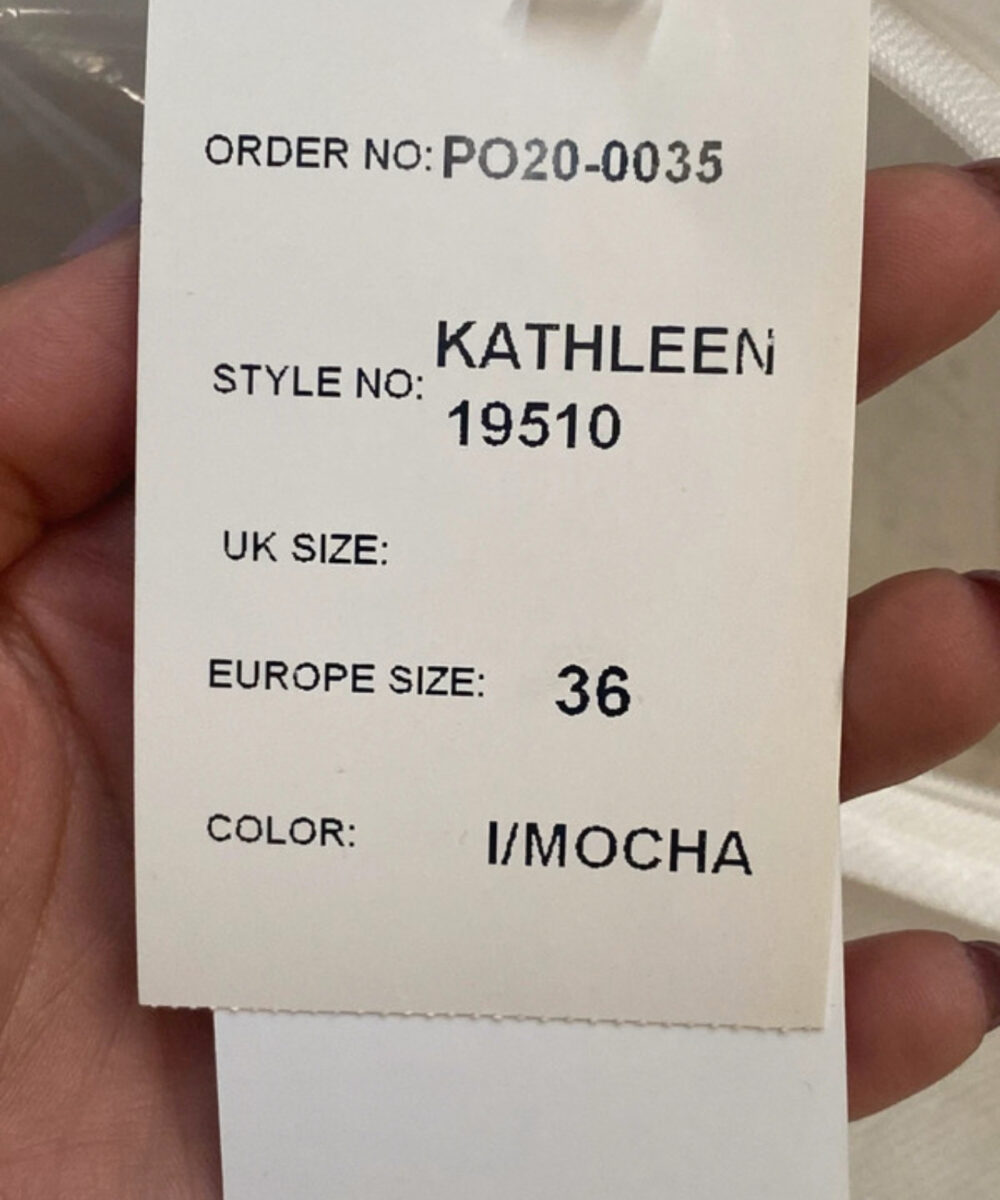 ORDER NO: PO20-0035
STYLE NO: KATHLEEN
19510
UK SIZE:
EUROPE SIZE: 36
COLOR: I/MOCHA